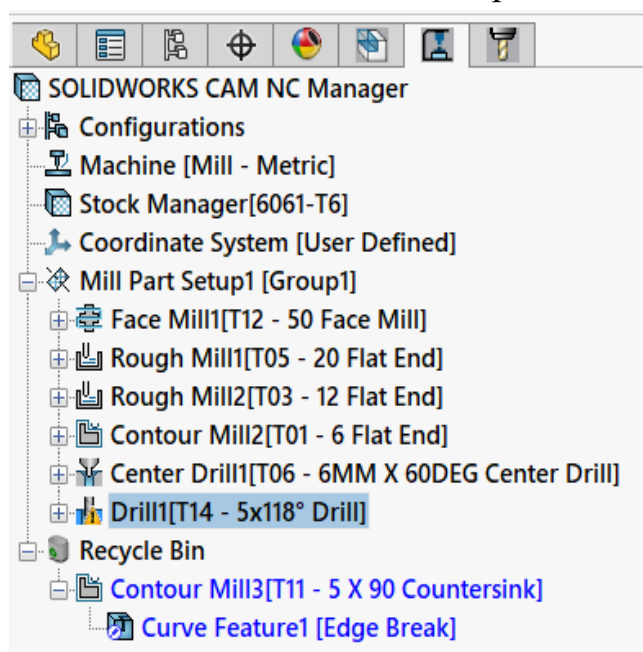 SOLIDWORKS CAM NC Manager
Configurations
Machine [Mill - Metric]
Stock Manager[6061-T6]
Coordinate System [User Defined]
Mill Part Setup1 [Group1]
Face Mill1[T12 - 50 Face Mill]
Rough Mill1[T05 - 20 Flat End]
Rough Mill2[T03 - 12 Flat End]
Contour Mill2[T01 - 6 Flat End]
Center Drill1[T06 - 6MM X 60DEG Center Drill]
Drill1[T14 - 5x118° Drill]
Recycle Bin
Contour Mill3[T11 - 5 X 90 Countersink]
Curve Feature1 [Edge Break]